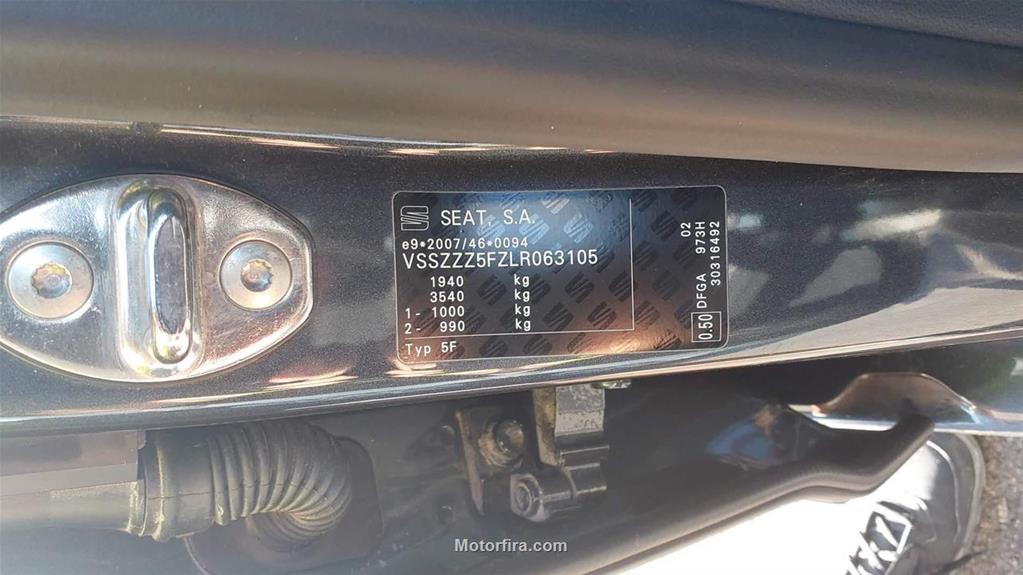 SEAT, S.A.
e9*2007/46*0094
VSSZZZ5FZLR063105
1940 kg
3540 kg
1- 1000 kg
2- 990 kg
Typ 5F
0.50 DFGA 973H 02
30316492
Motorfira.com